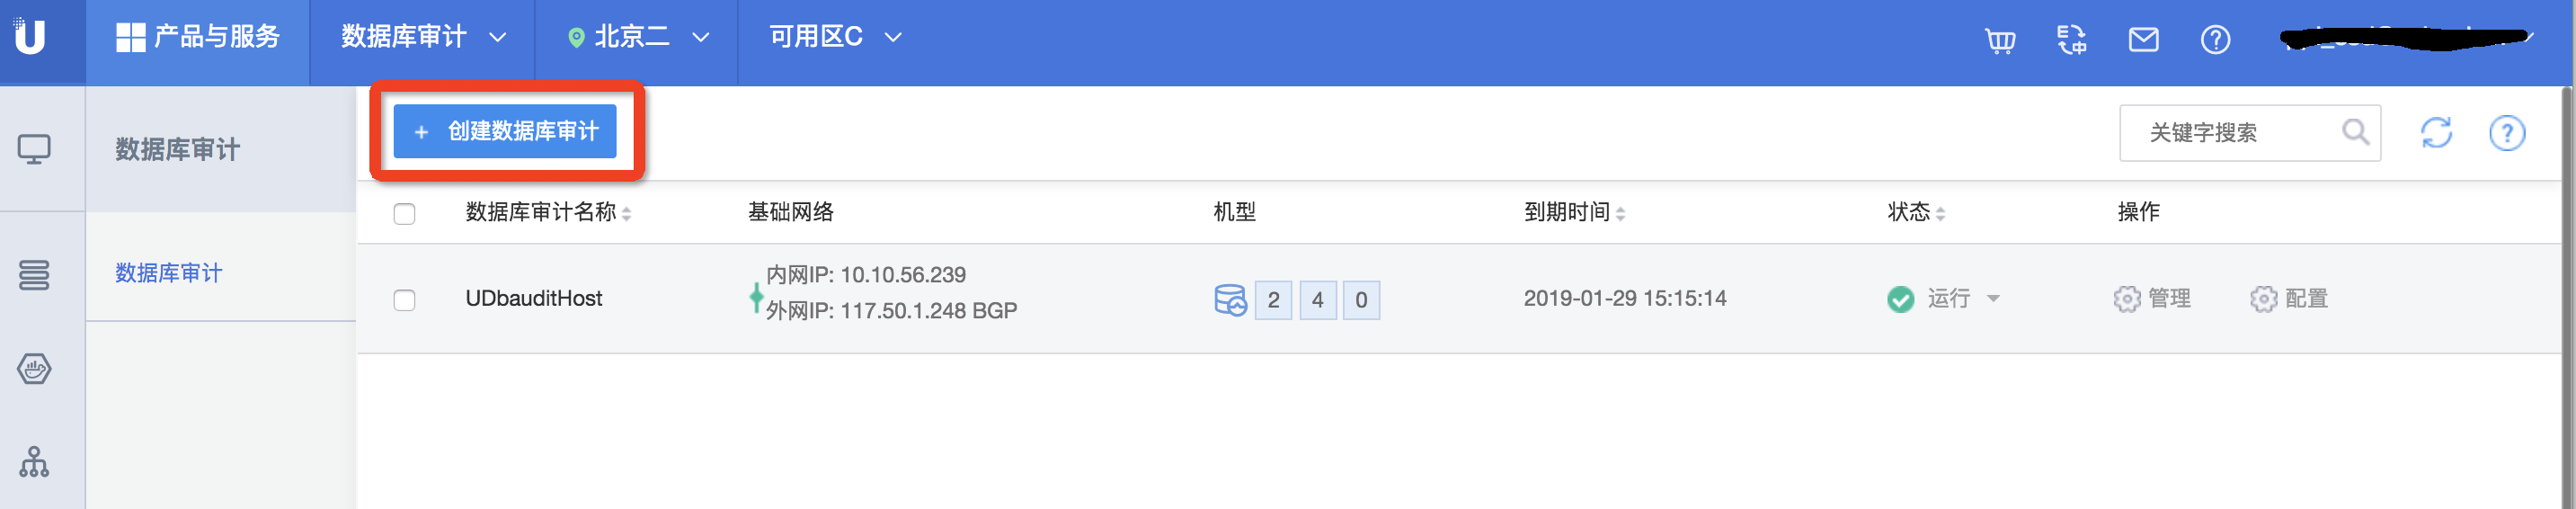 U 产品与服务 数据库审计 北京二 可用区C
数据库审计
+ 创建数据库审计
关键字搜索
数据库审计名称 基础网络 机型 到期时间 状态 操作
数据库审计
UDbauditHost
内网IP: 10.10.56.239
外网IP: 117.50.1.248 BGP
2 4 0
2019-01-29 15:15:14
运行
管理
配置